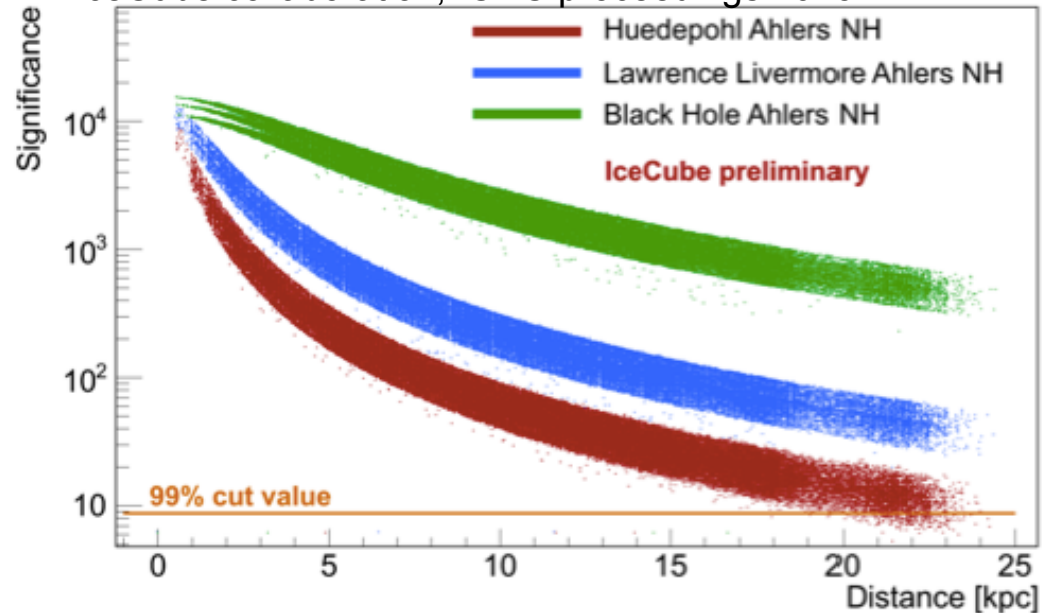 Significance
Huedepohl Ahlers NH
Lawrence Livermore Ahlers NH
Black Hole Ahlers NH
IceCube preliminary
10⁴
10³
10²
10
99% cut value
0 5 10 15 20 25
Distance [kpc]